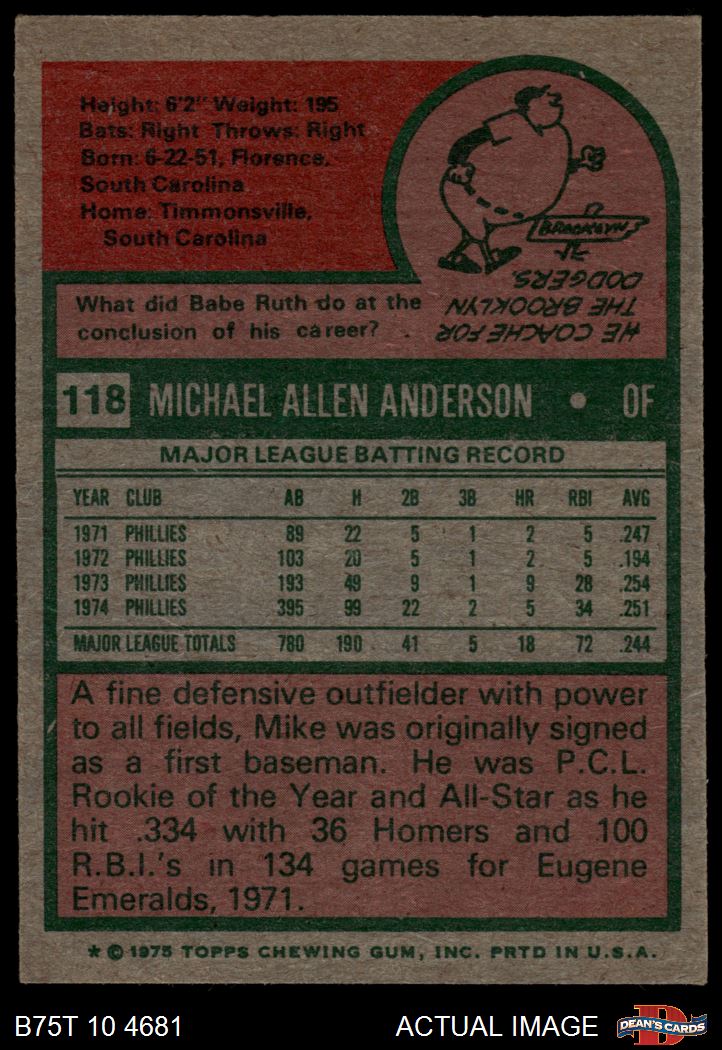 Height: 6'2" Weight: 195
Bats: Right Throws: Right
Born: 6-22-51, Florence,
South Carolina
Home: Timmonsville,
South Carolina
What did Babe Ruth do at the
conclusion of his career?
HE COACHE FOR
THE BROOKLYN
DODGERS.
BROOKLYN
118 MICHAEL ALLEN ANDERSON • OF
MAJOR LEAGUE BATTING RECORD
YEAR CLUB AB H 2B 3B HR RBI AVG
1971 PHILLIES 89 22 5 1 2 5 .247
1972 PHILLIES 103 20 5 1 2 5 .194
1973 PHILLIES 193 49 9 1 9 28 .254
1974 PHILLIES 395 99 22 2 5 34 .251
MAJOR LEAGUE TOTALS 780 190 41 5 18 72 .244
A fine defensive outfielder with power
to all fields, Mike was originally signed
as a first baseman. He was P.C.L.
Rookie of the Year and All-Star as he
hit .334 with 36 Homers and 100
R.B.I.'s in 134 games for Eugene
Emeralds, 1971.
* © 1975 TOPPS CHEWING GUM, INC. PRTD IN U.S.A.
B75T 10 4681 ACTUAL IMAGE DEAN'S CARDS